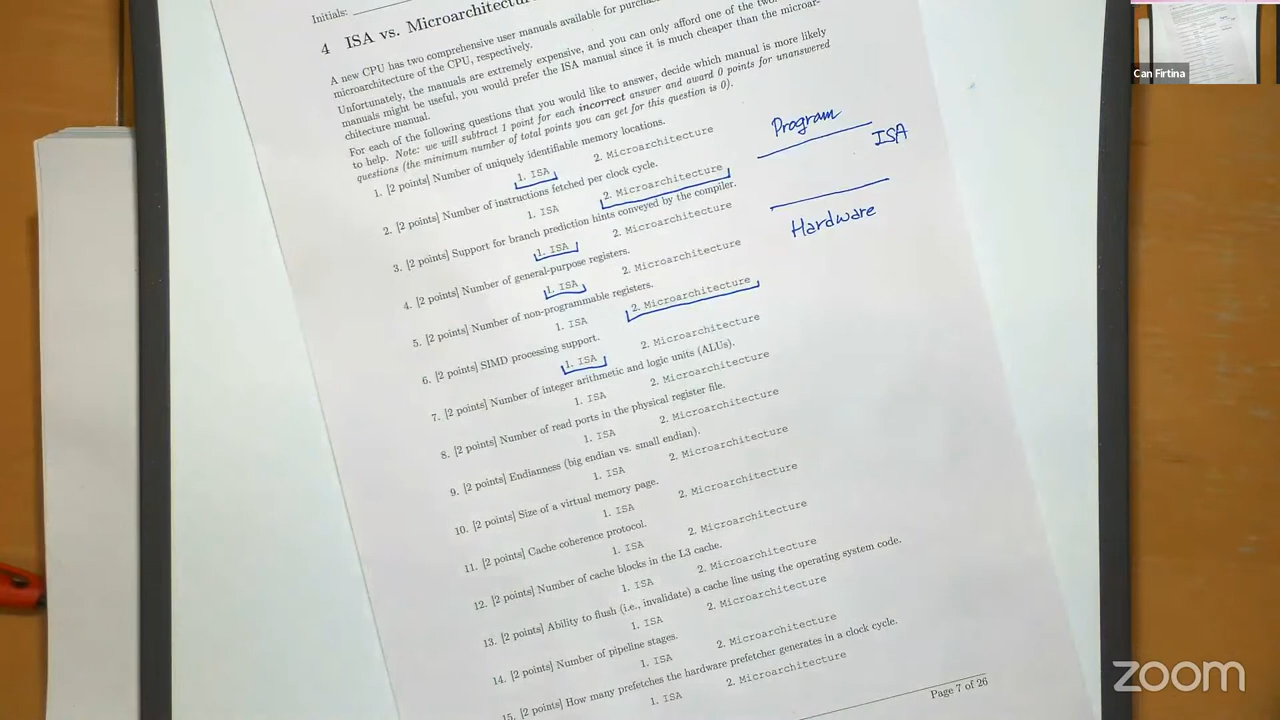 Initials:
4 ISA vs. Microarchitectu
A new CPU has two comprehensive user manuals available for purcha
microarchitecture of the CPU, respectively.
Unfortunately, the manuals are extremely expensive, and you can only afford one of the two.
manuals might be useful, you would prefer the ISA manual since it is much cheaper than the microar-
chitecture manual.
For each of the following questions that you would like to answer, decide which manual is more likely
to help. Note: we will subtract 1 point for each incorrect answer and award 0 points for unanswered
questions (the minimum number of total points you can get for this question is 0).
1. [2 points] Number of uniquely identifiable memory locations.
1. ISA 2. Microarchitecture
2. [2 points] Number of instructions fetched per clock cycle.
1. ISA 2. Microarchitecture
3. [2 points] Support for branch prediction hints conveyed by the compiler.
1. ISA 2. Microarchitecture
4. [2 points] Number of general-purpose registers.
1. ISA 2. Microarchitecture
5. [2 points] Number of non-programmable registers.
1. ISA 2. Microarchitecture
6. [2 points] SIMD processing support.
1. ISA 2. Microarchitecture
7. [2 points] Number of integer arithmetic and logic units (ALUs).
1. ISA 2. Microarchitecture
8. [2 points] Number of read ports in the physical register file.
1. ISA 2. Microarchitecture
9. [2 points] Endianness (big endian vs. small endian).
1. ISA 2. Microarchitecture
10. [2 points] Size of a virtual memory page.
1. ISA 2. Microarchitecture
11. [2 points] Cache coherence protocol.
1. ISA 2. Microarchitecture
12. [2 points] Number of cache blocks in the L3 cache.
1. ISA 2. Microarchitecture
13. [2 points] Ability to flush (i.e., invalidate) a cache line using the operating system code.
1. ISA 2. Microarchitecture
14. [2 points] Number of pipeline stages.
1. ISA 2. Microarchitecture
15. [2 points] How many prefetches the hardware prefetcher generates in a clock cycle.
1. ISA 2. Microarchitecture
Page 7 of 26
Program
ISA
Hardware
Can Firtina
zoom